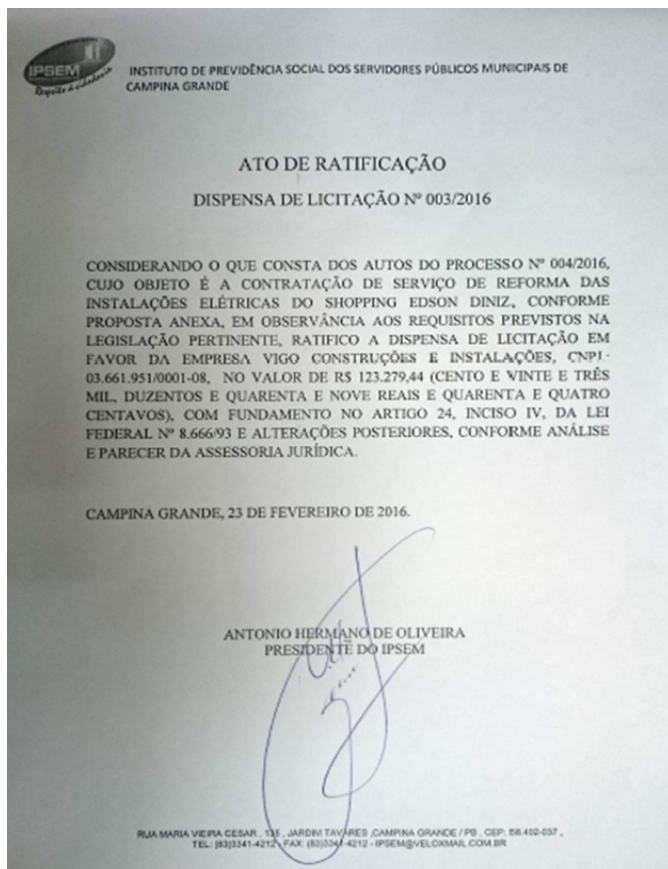 IPSEM
Respeito à cidadania
INSTITUTO DE PREVIDÊNCIA SOCIAL DOS SERVIDORES PÚBLICOS MUNICIPAIS DE
CAMPINA GRANDE
ATO DE RATIFICAÇÃO
DISPENSA DE LICITAÇÃO Nº 003/2016
CONSIDERANDO O QUE CONSTA DOS AUTOS DO PROCESSO Nº 004/2016,
CUJO OBJETO É A CONTRATAÇÃO DE SERVIÇO DE REFORMA DAS
INSTALAÇÕES ELÉTRICAS DO SHOPPING EDSON DINIZ, CONFORME
PROPOSTA ANEXA, EM OBSERVÂNCIA AOS REQUISITOS PREVISTOS NA
LEGISLAÇÃO PERTINENTE, RATIFICO A DISPENSA DE LICITAÇÃO EM
FAVOR DA EMPRESA VIGO CONSTRUÇÕES E INSTALAÇÕES, CNPJ-
03.661.951/0001-08, NO VALOR DE R$ 123.279,44 (CENTO E VINTE E TRÊS
MIL, DUZENTOS E QUARENTA E NOVE REAIS E QUARENTA E QUATRO
CENTAVOS), COM FUNDAMENTO NO ARTIGO 24, INCISO IV, DA LEI
FEDERAL Nº 8.666/93 E ALTERAÇÕES POSTERIORES, CONFORME ANÁLISE
E PARECER DA ASSESSORIA JURÍDICA.
CAMPINA GRANDE, 23 DE FEVEREIRO DE 2016.
ANTONIO HERMANO DE OLIVEIRA
PRESIDENTE DO IPSEM
RUA MARIA VIEIRA CESAR , JARDIM TAVARES ,CAMPINA GRANDE / PB , CEP: 58.402-037 ,
TEL: (83)3341-4212 - FAX: (83)3341-4212 - IPSEM@VELOXMAIL.COM.BR